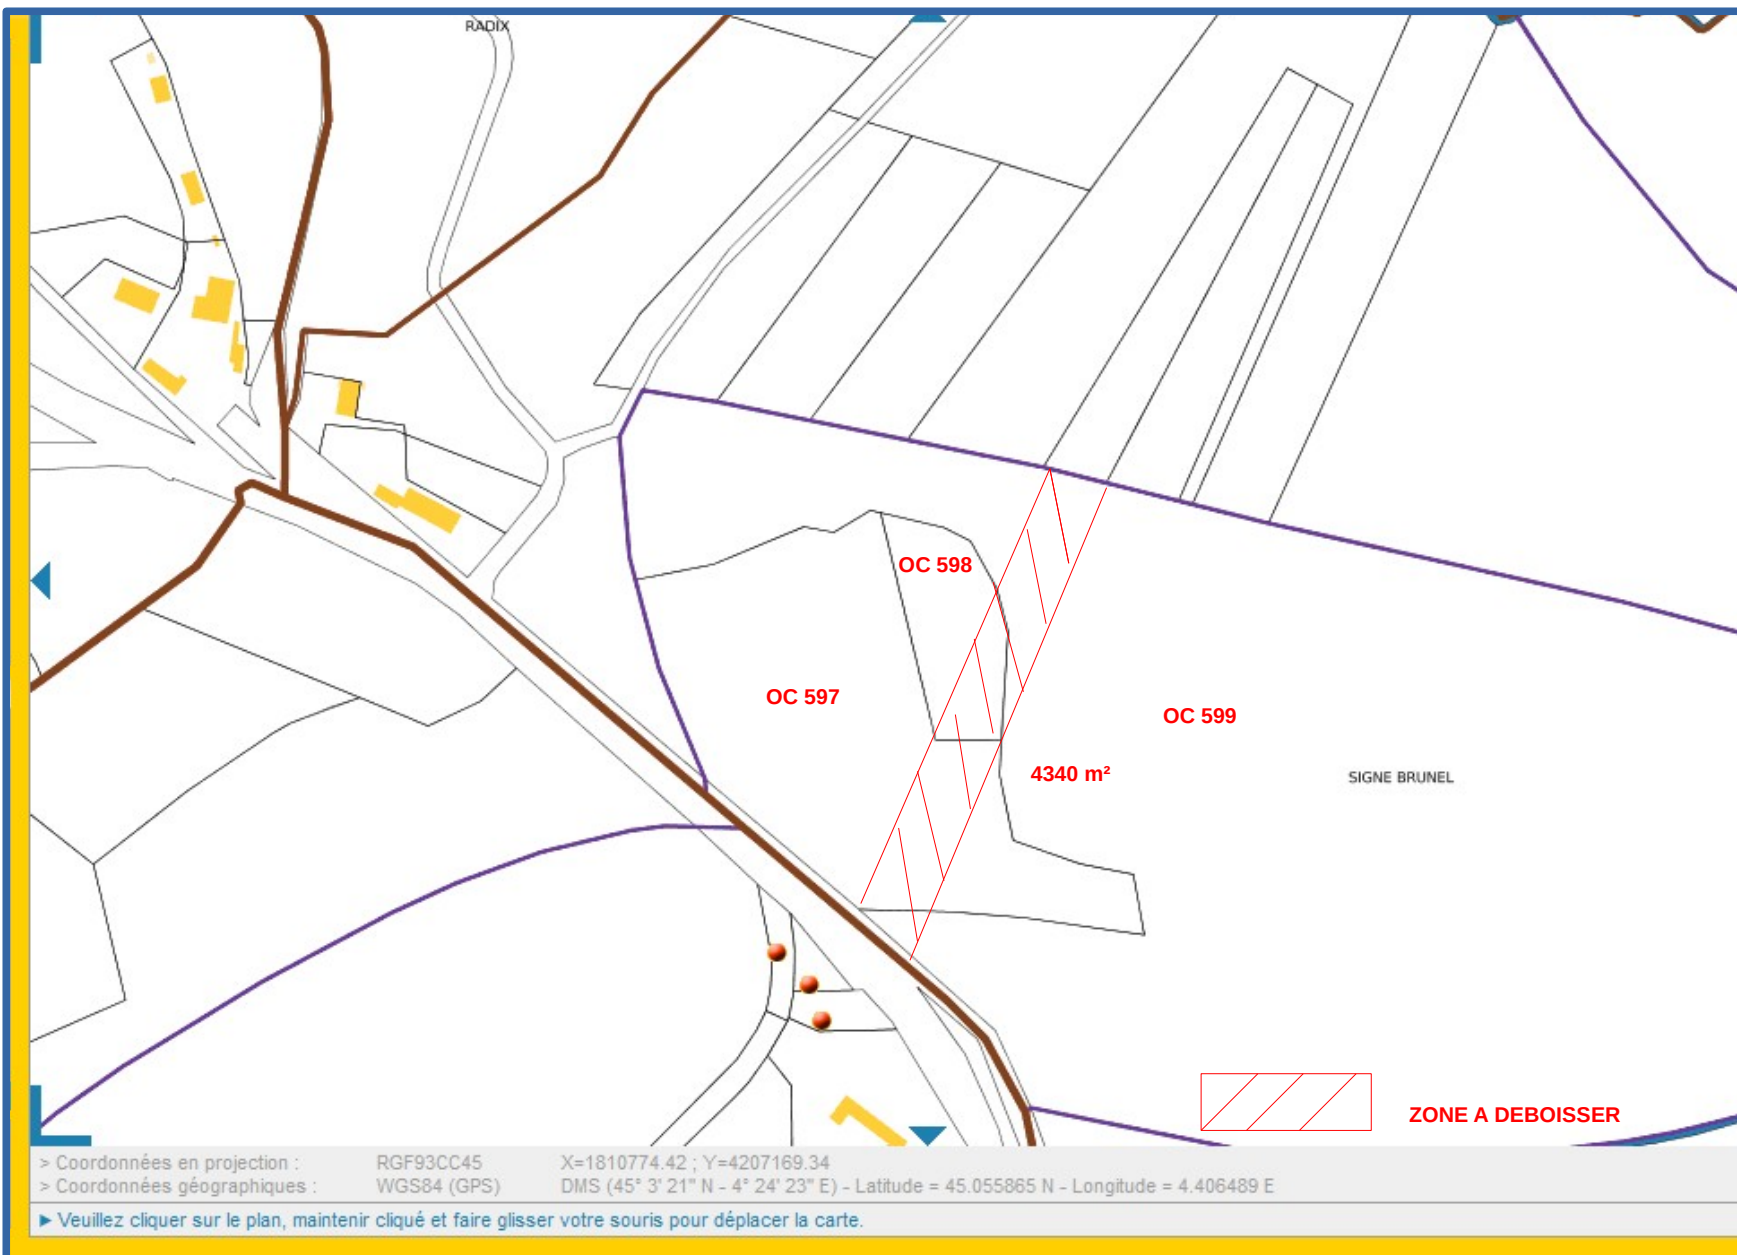 RADIX
OC 598
OC 597
OC 599
4340 m²
SIGNE BRUNEL
ZONE A DEBOISSER
> Coordonnées en projection : RGF93CC45 X=1810774.42 ; Y=4207169.34
> Coordonnées géographiques : WGS84 (GPS) DMS (45° 3' 21" N - 4° 24' 23" E) - Latitude = 45.055865 N - Longitude = 4.406489 E
► Veuillez cliquer sur le plan, maintenir cliqué et faire glisser votre souris pour déplacer la carte.